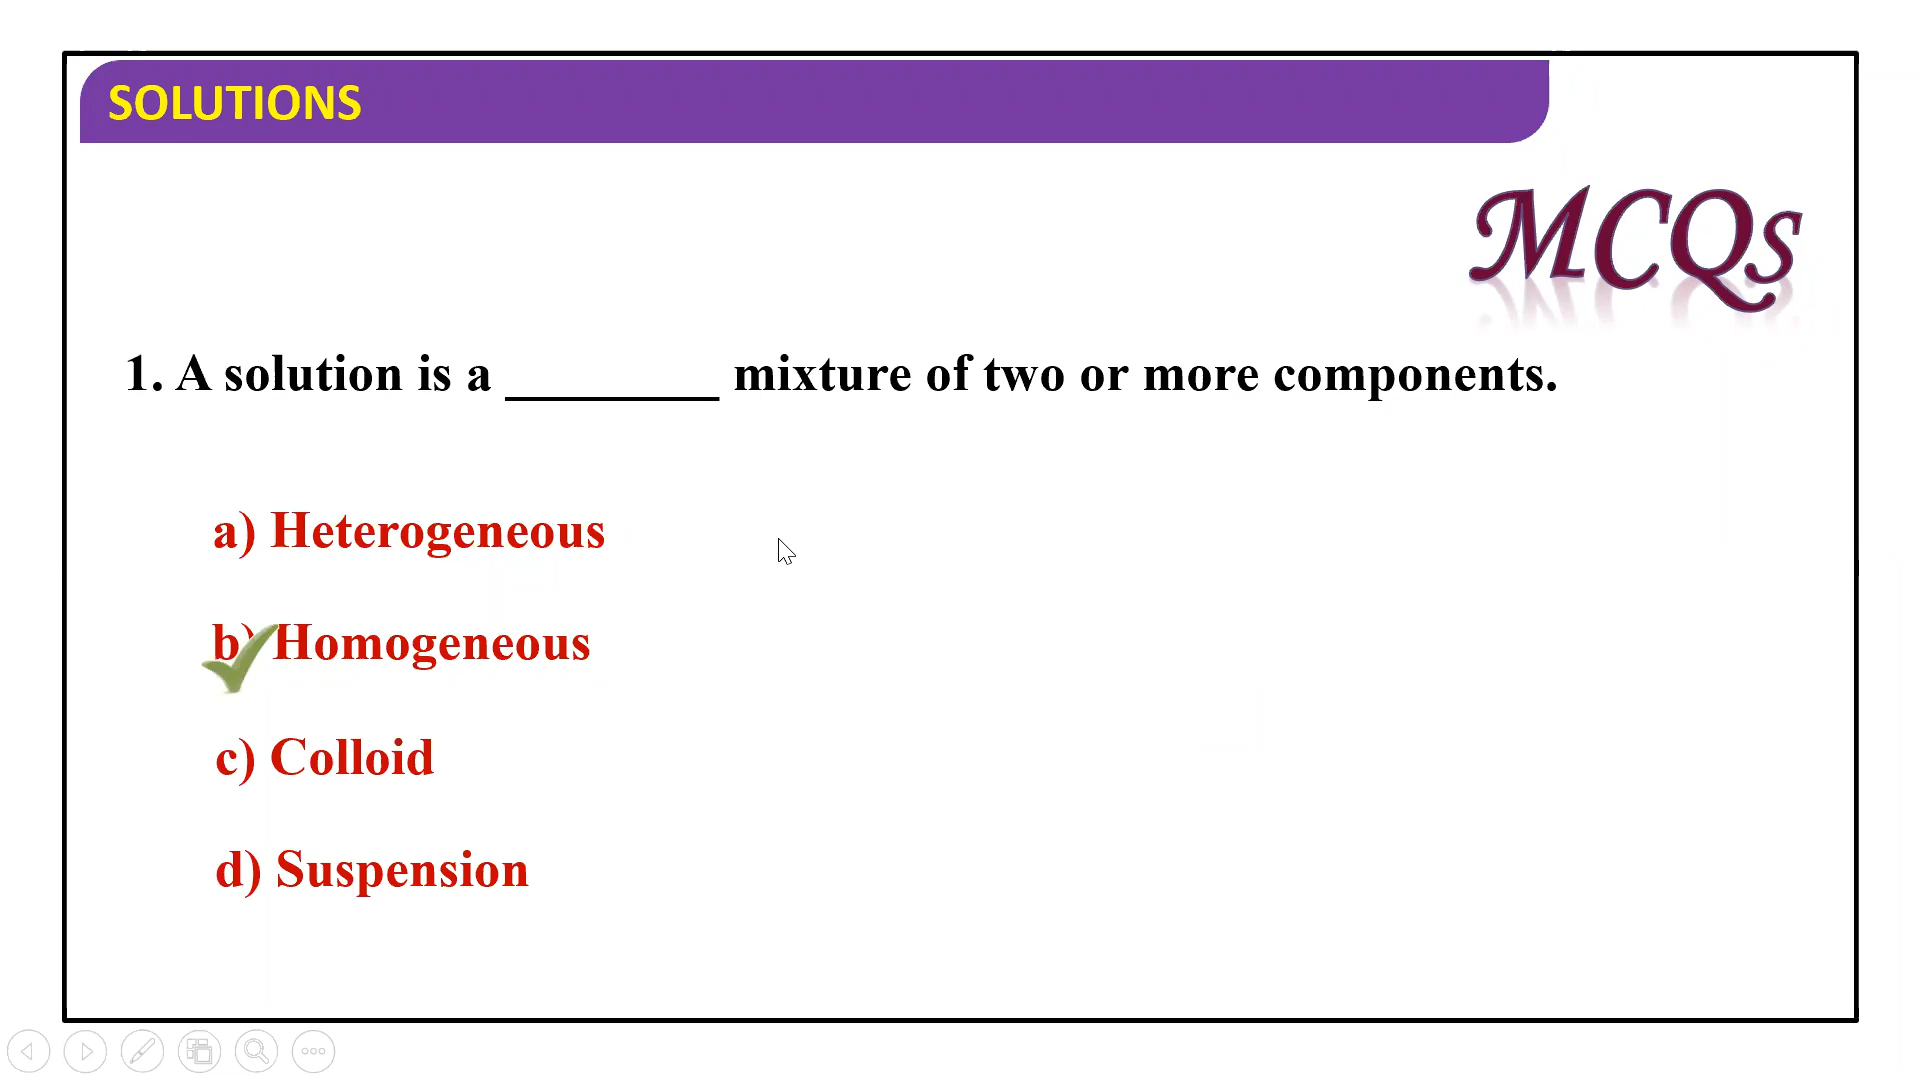 SOLUTIONS
MCQs
1. A solution is a ________ mixture of two or more components.
a) Heterogeneous
b) Homogeneous
c) Colloid
d) Suspension